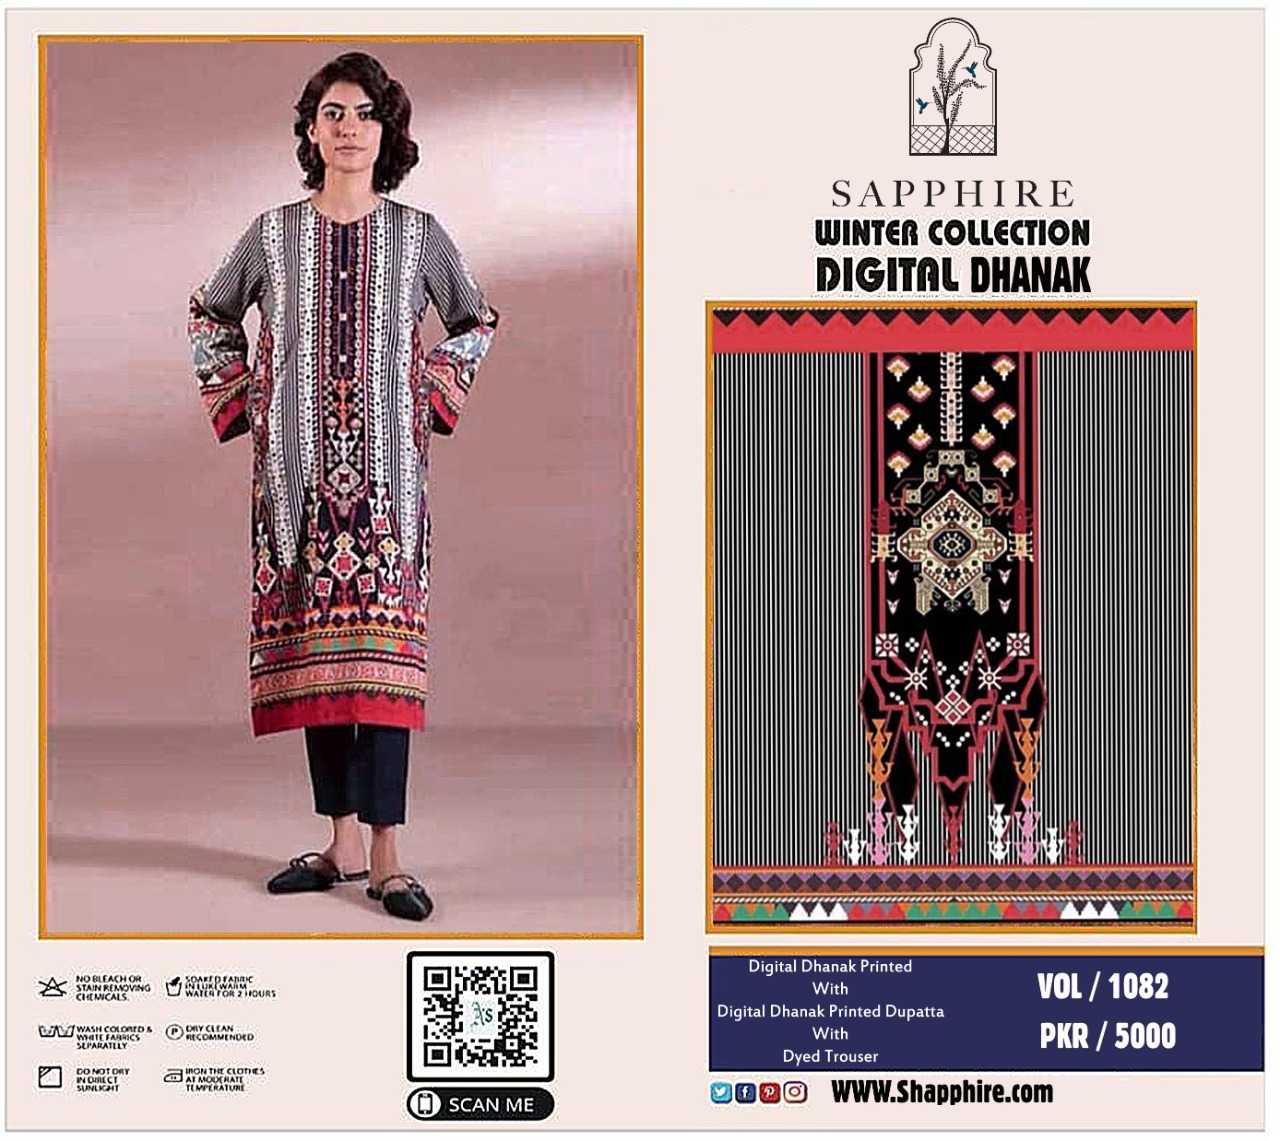 SAPPHIRE
WINTER COLLECTION
DIGITAL DHANAK
NO BLEACH OR
STAIN REMOVING
CHEMICALS.
SOAKED FABRIC
IN LUKEWARM
WATER FOR 2 HOURS
WASH COLORED &
WHITE FABRICS
SEPARATELY
P
DRY CLEAN
RECOMMENDED
DO NOT DRY
IN DIRECT
SUNLIGHT
IRON THE CLOTHES
AT MODERATE
TEMPERATURE
A's
SCAN ME
Digital Dhanak Printed
With
Digital Dhanak Printed Dupatta
With
Dyed Trouser
VOL / 1082
PKR / 5000
WWW.Shapphire.com